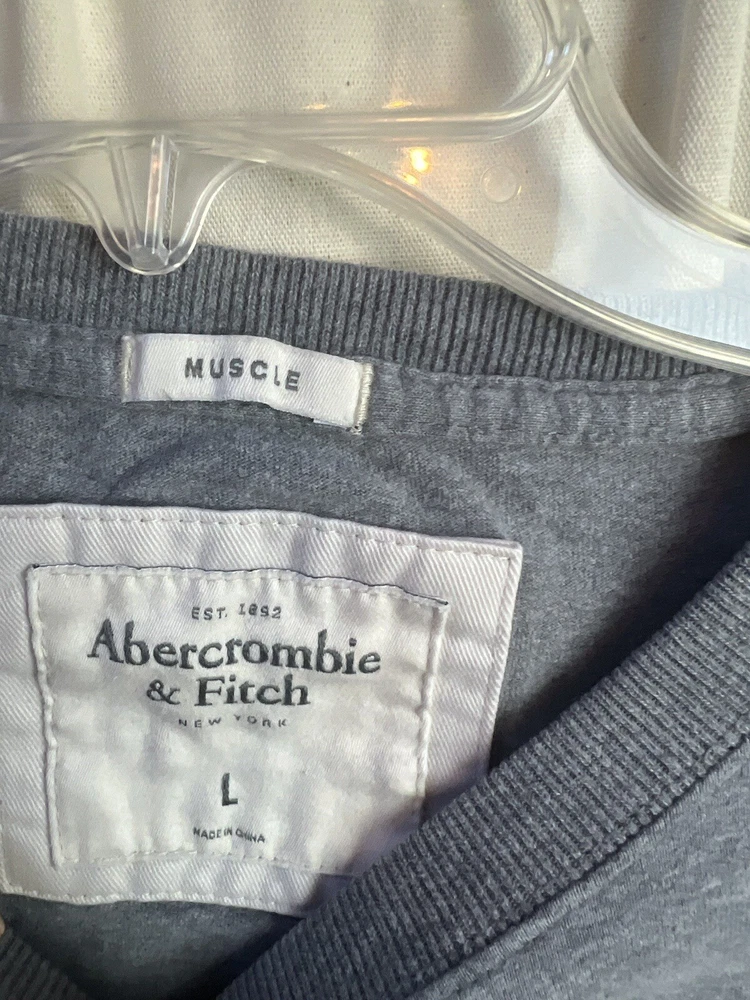 MUSCLE
EST. 1892
Abercrombie
& Fitch
NEW YORK
L
MADE IN CHINA